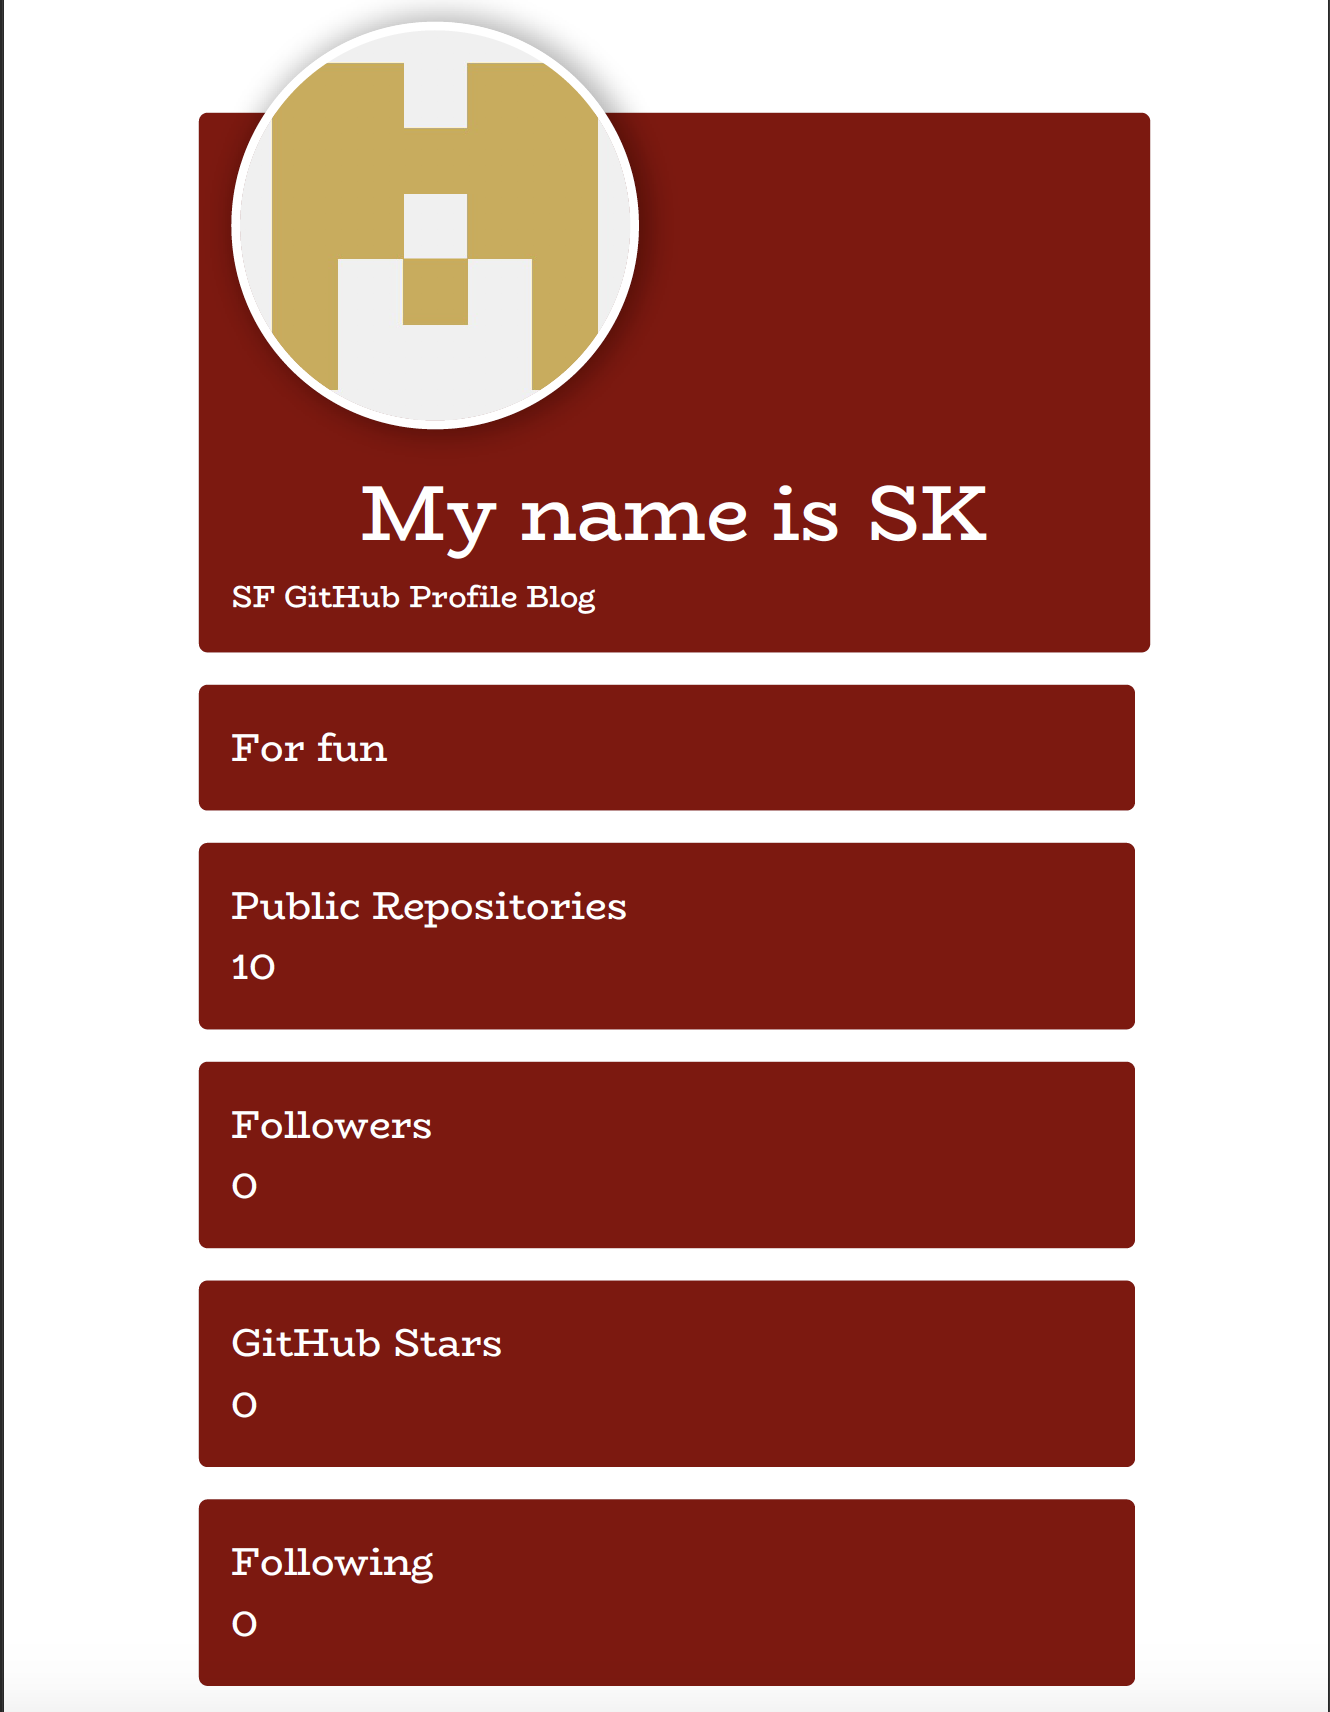 My name is SK
SF GitHub Profile Blog
For fun
Public Repositories
10
Followers
0
GitHub Stars
0
Following
0